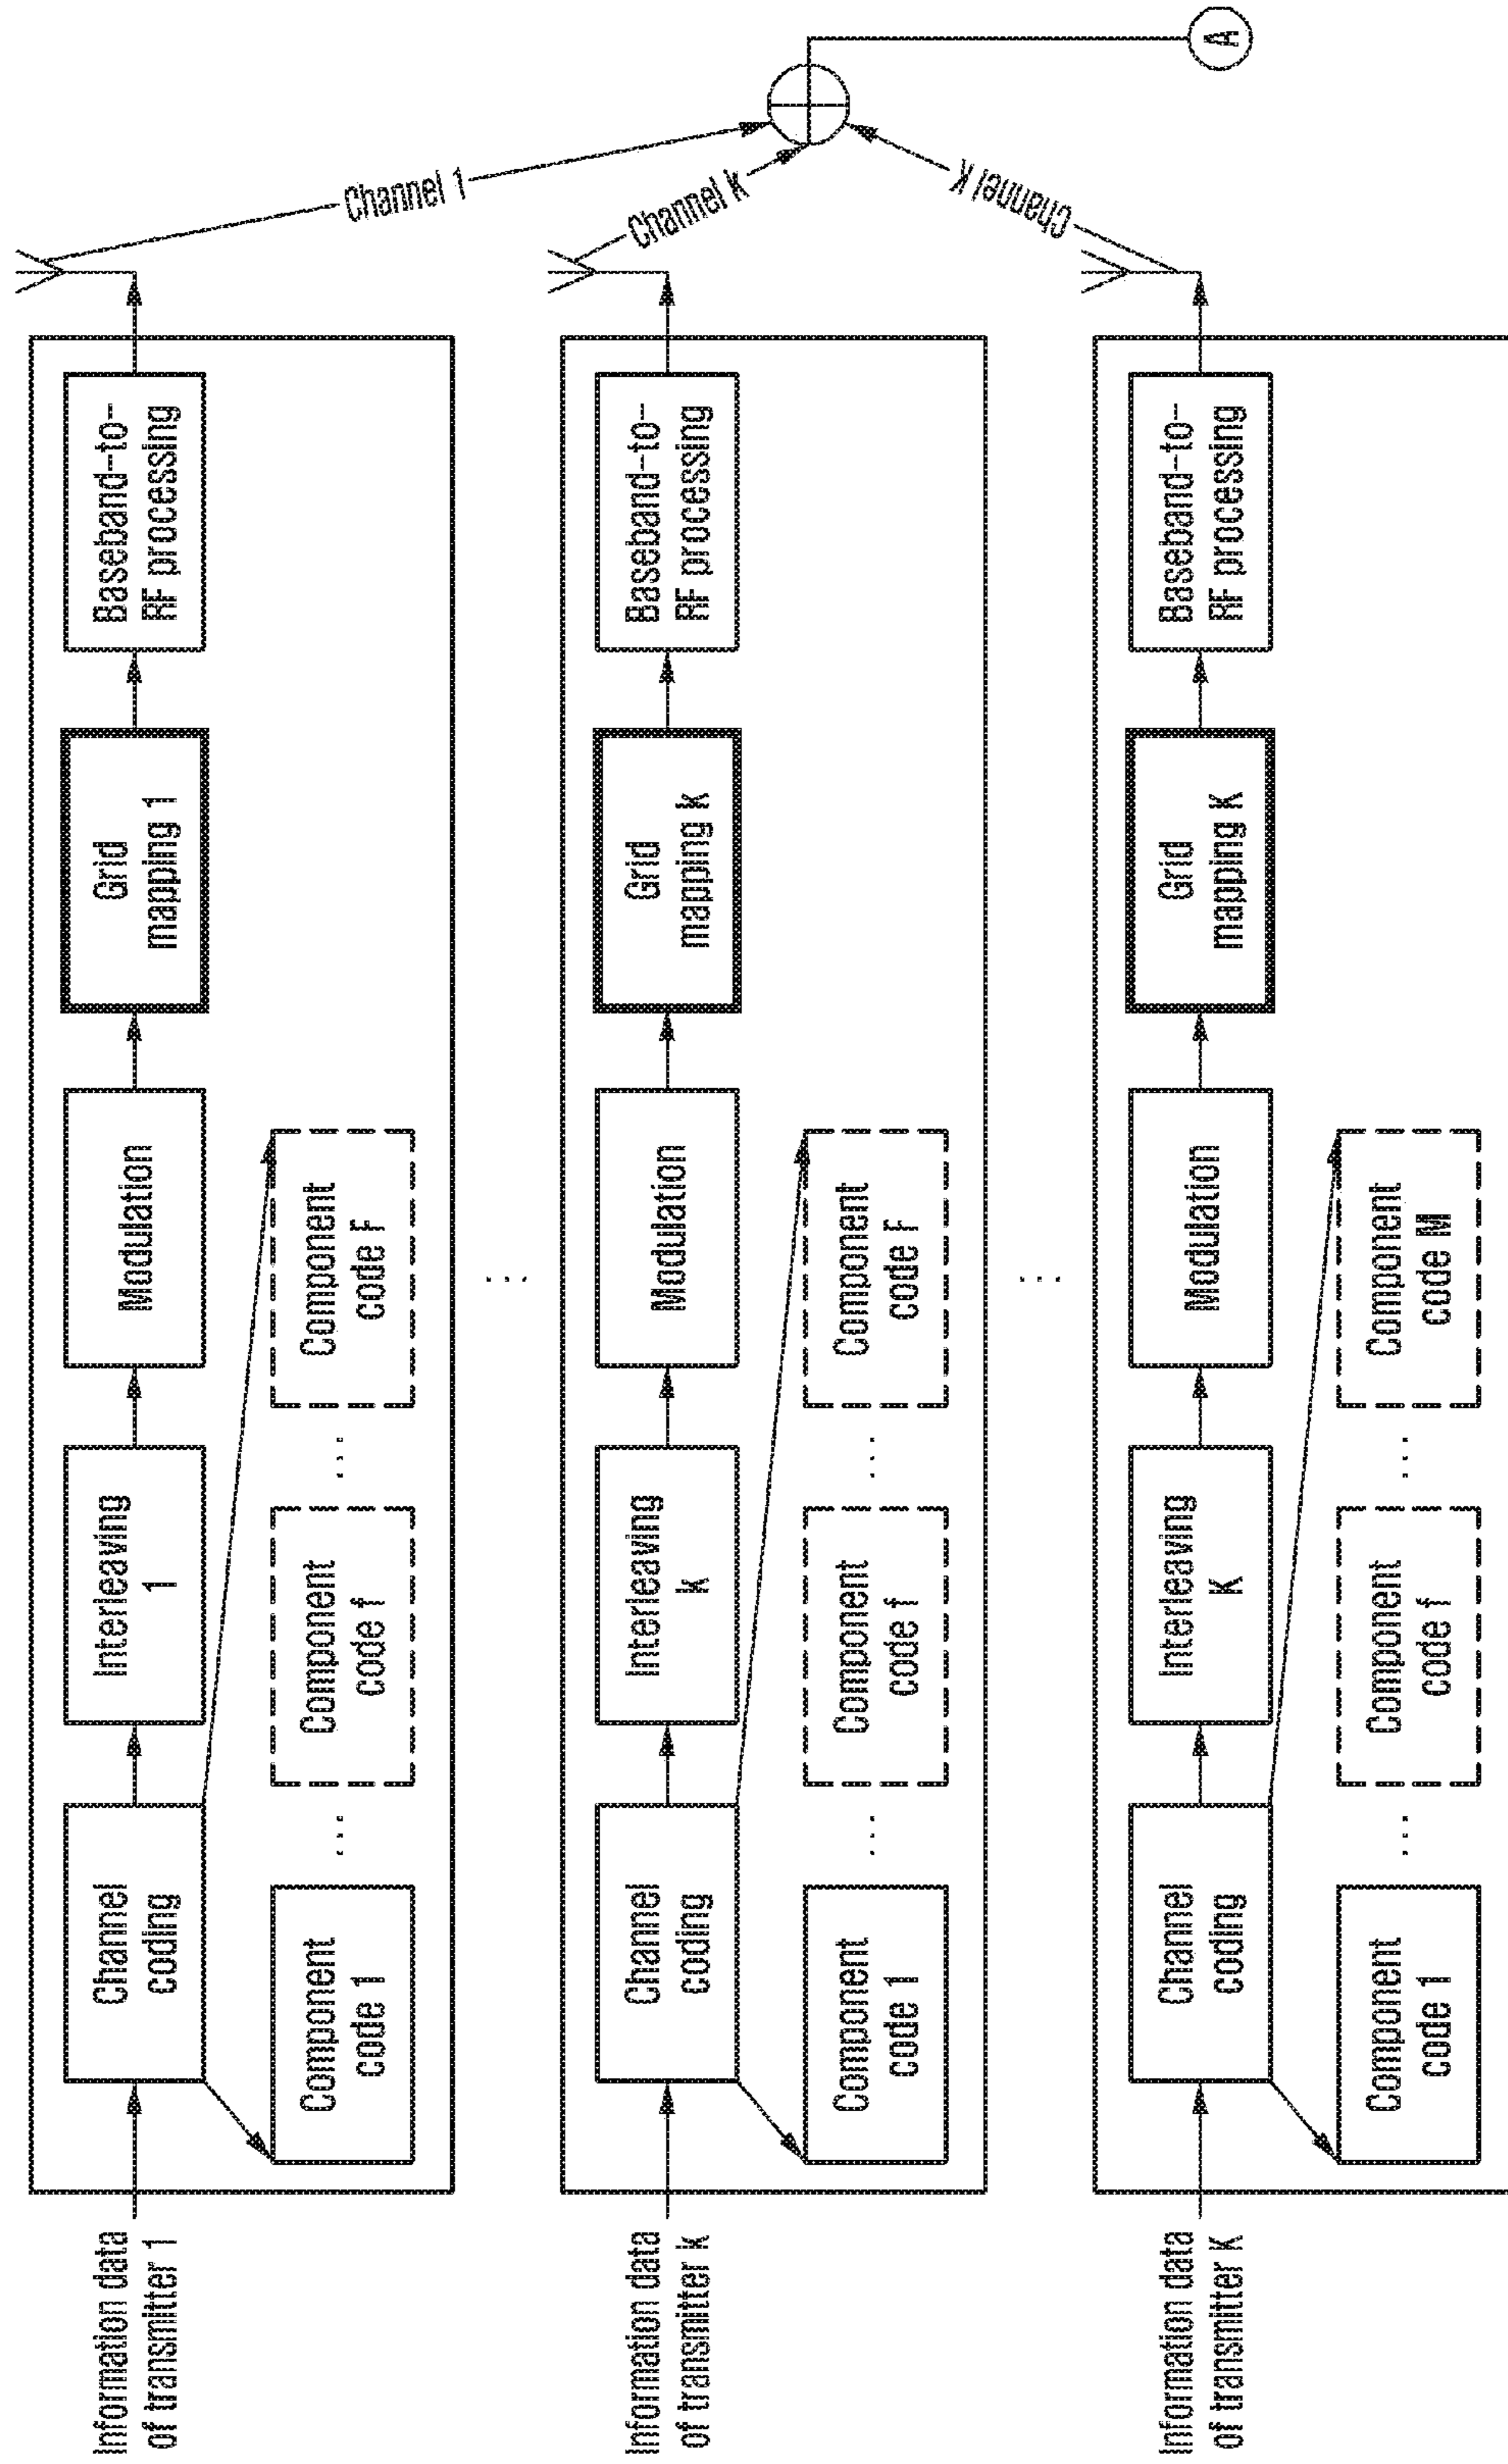 Information data
of transmitter 1
Channel
coding
Interleaving
1
Modulation
Grid
mapping 1
Baseband-to-
RF processing
Component
code 1
...
Component
code f
...
Component
code F
Channel 1
...
Information data
of transmitter k
Channel
coding
Interleaving
k
Modulation
Grid
mapping k
Baseband-to-
RF processing
Component
code 1
...
Component
code f
...
Component
code F
Channel k
...
Information data
of transmitter K
Channel
coding
Interleaving
K
Modulation
Grid
mapping K
Baseband-to-
RF processing
Component
code 1
...
Component
code f
...
Component
code M
Channel K
A